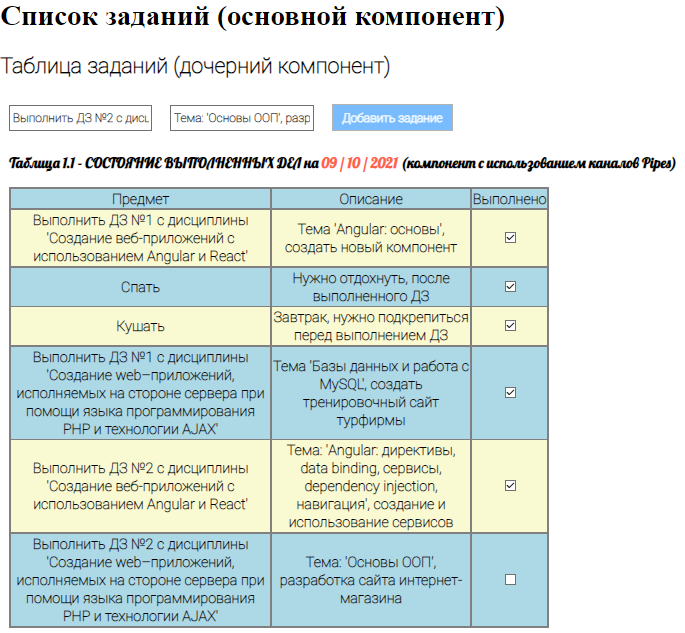 Список заданий (основной компонент)
Таблица заданий (дочерний компонент)
Выполнить ДЗ №2 с дисц
Тема: 'Основы ООП', разр
Добавить задание
Таблица 1.1 - СОСТОЯНИЕ ВЫПОЛНЕННЫХ ДЕЛ на 09 / 10 / 2021 (компонент с использованием каналов Pipes)
Предмет Описание Выполнено
Выполнить ДЗ №1 с дисциплины
'Создание веб-приложений с
использованием Angular и React'
Тема 'Angular: основы',
создать новый компонент
Спать
Нужно отдохнуть, после
выполненного ДЗ
Кушать
Завтрак, нужно подкрепиться
перед выполнением ДЗ
Выполнить ДЗ №1 с дисциплины
'Создание web–приложений,
исполняемых на стороне сервера при
помощи языка программирования
PHP и технологии AJAX'
Тема 'Базы данных и работа с
MySQL', создать
тренировочный сайт
турфирмы
Выполнить ДЗ №2 с дисциплины
'Создание веб-приложений с
использованием Angular и React'
Тема: 'Angular: директивы,
data binding, сервисы,
dependency injection,
навигация', создание и
использование сервисов
Выполнить ДЗ №2 с дисциплины
'Создание web–приложений,
исполняемых на стороне сервера при
помощи языка программирования
PHP и технологии AJAX'
Тема: 'Основы ООП',
разработка сайта интернет-
магазина